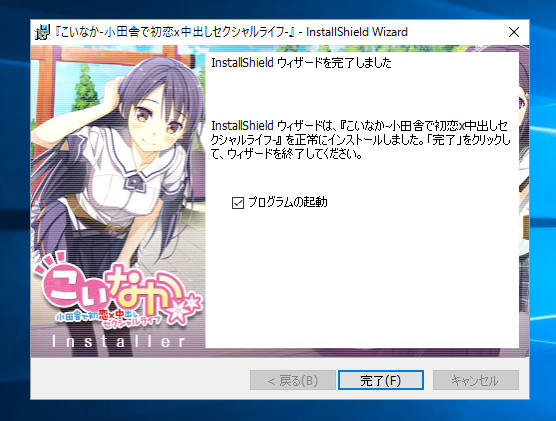 『こいなか-小田舎で初恋x中出しセクシャルライフ-』 - InstallShield Wizard
InstallShield ウィザードを完了しました
InstallShield ウィザードは、『こいなか-小田舎で初恋x中出しセ
クシャルライフ-』 を正常にインストールしました。「完了」をクリックし
て、ウィザードを終了してください。
プログラムの起動
こいなか
小田舎で初恋x中出し
セクシャルライフ
Installer
< 戻る(B)
完了(F)
キャンセル